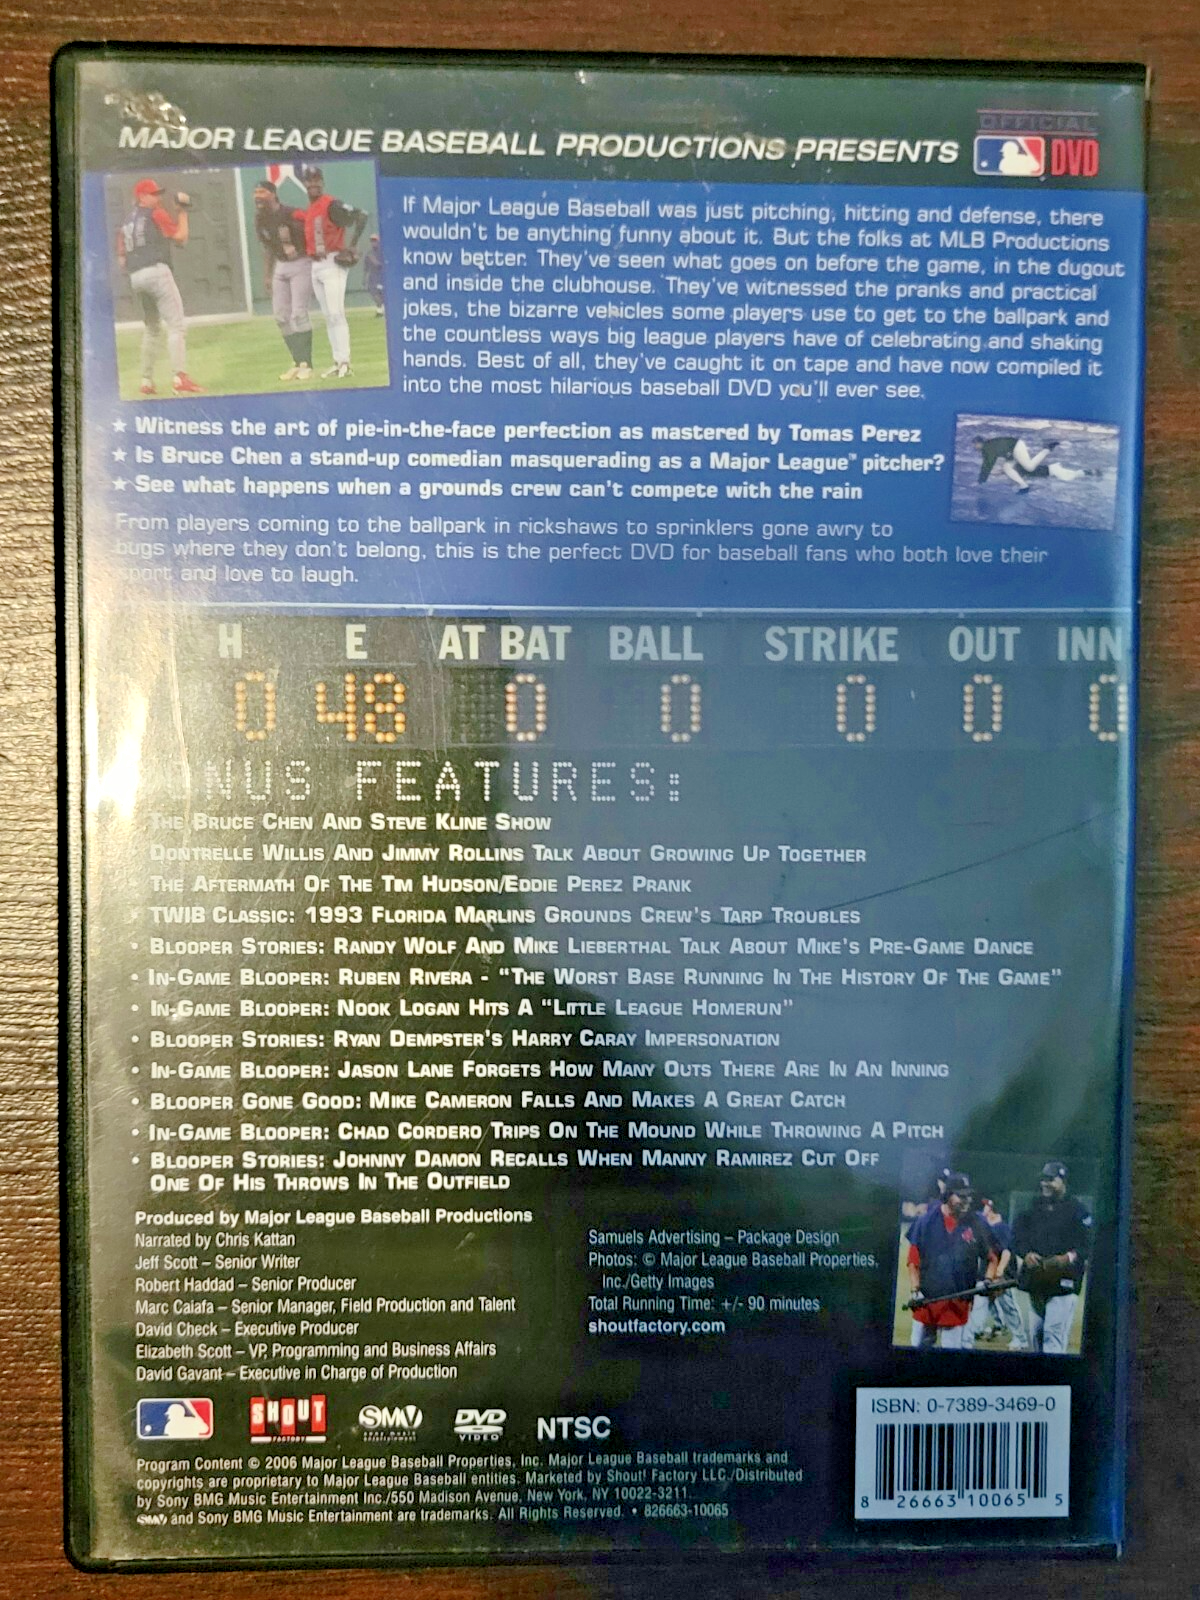 MAJOR LEAGUE BASEBALL PRODUCTIONS PRESENTS
OFFICIAL
DVD
If Major League Baseball was just pitching, hitting and defense, there
wouldn't be anything funny about it. But the folks at MLB Productions
know better. They've seen what goes on before the game, in the dugout
and inside the clubhouse. They've witnessed the pranks and practical
jokes, the bizarre vehicles some players use to get to the ballpark and
the countless ways big league players have of celebrating and shaking
hands. Best of all, they've caught it on tape and have now compiled it
into the most hilarious baseball DVD you'll ever see.
★ Witness the art of pie-in-the-face perfection as mastered by Tomas Perez
★ Is Bruce Chen a stand-up comedian masquerading as a Major League™ pitcher?
★ See what happens when a grounds crew can't compete with the rain
From players coming to the ballpark in rickshaws to sprinklers gone awry to
bugs where they don't belong, this is the perfect DVD for baseball fans who both love their
sport and love to laugh.
H E AT BAT BALL STRIKE OUT INN
0 48 0 0 0 0 0
BONUS FEATURES:
THE BRUCE CHEN AND STEVE KLINE SHOW
• DONTRELLE WILLIS AND JIMMY ROLLINS TALK ABOUT GROWING UP TOGETHER
• THE AFTERMATH OF THE TIM HUDSON/EDDIE PEREZ PRANK
• TWIB CLASSIC: 1993 FLORIDA MARLINS GROUNDS CREW'S TARP TROUBLES
• BLOOPER STORIES: RANDY WOLF AND MIKE LIEBERTHAL TALK ABOUT MIKE'S PRE-GAME DANCE
• IN-GAME BLOOPER: RUBEN RIVERA - "THE WORST BASE RUNNING IN THE HISTORY OF THE GAME"
• IN-GAME BLOOPER: NOOK LOGAN HITS A "LITTLE LEAGUE HOMERUN"
• BLOOPER STORIES: RYAN DEMPSTER'S HARRY CARAY IMPERSONATION
• IN-GAME BLOOPER: JASON LANE FORGETS HOW MANY OUTS THERE ARE IN AN INNING
• BLOOPER GONE GOOD: MIKE CAMERON FALLS AND MAKES A GREAT CATCH
• IN-GAME BLOOPER: CHAD CORDERO TRIPS ON THE MOUND WHILE THROWING A PITCH
• BLOOPER STORIES: JOHNNY DAMON RECALLS WHEN MANNY RAMIREZ CUT OFF
ONE OF HIS THROWS IN THE OUTFIELD
Produced by Major League Baseball Productions
Narrated by Chris Kattan
Jeff Scott – Senior Writer
Robert Haddad – Senior Producer
Marc Caiafa – Senior Manager, Field Production and Talent
David Check – Executive Producer
Elizabeth Scott – VP, Programming and Business Affairs
David Gavant – Executive in Charge of Production
Samuels Advertising – Package Design
Photos: © Major League Baseball Properties,
Inc./Getty Images
Total Running Time: +/- 90 minutes
shoutfactory.com
SHOUT
FACTORY
SMV
sony music
entertainment
DVD
VIDEO
NTSC
Program Content © 2006 Major League Baseball Properties, Inc. Major League Baseball trademarks and
copyrights are proprietary to Major League Baseball entities. Marketed by Shout! Factory LLC./Distributed
by Sony BMG Music Entertainment Inc./550 Madison Avenue, New York, NY 10022-3211.
SMV and Sony BMG Music Entertainment are trademarks. All Rights Reserved. • 826663-10065
ISBN: 0-7389-3469-0
8 26663 10065 5